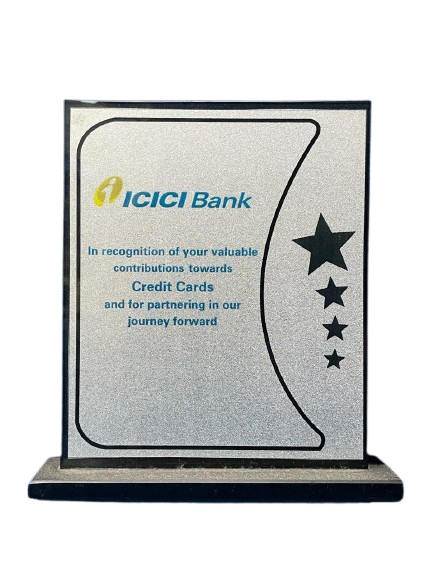 ICICI Bank
In recognition of your valuable
contributions towards
Credit Cards
and for partnering in our
journey forward